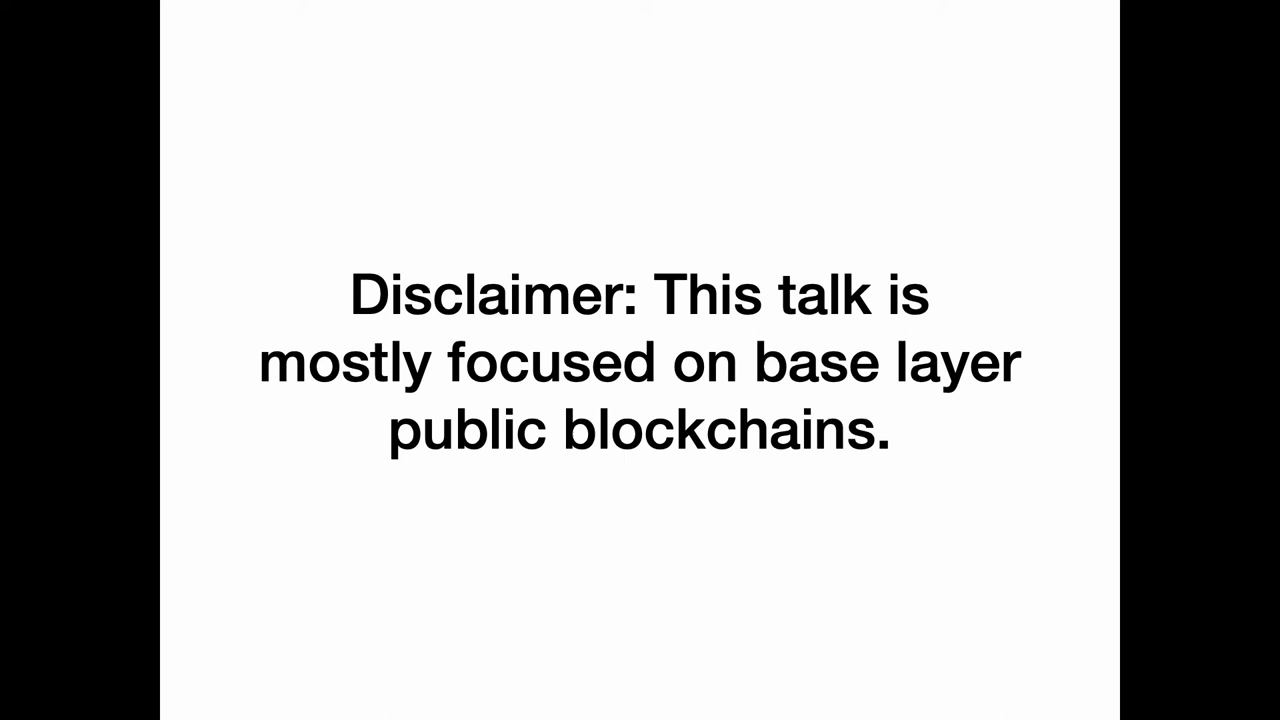 Disclaimer: This talk is
mostly focused on base layer
public blockchains.